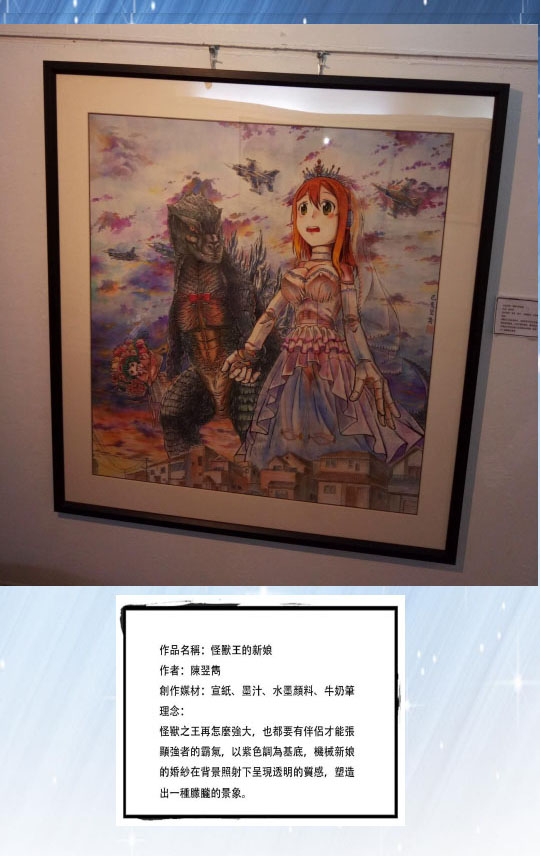 作品名稱：怪獸王的新娘
作者：陳翌雋
創作媒材：宣紙、墨汁、水墨顏料、牛奶筆
理念：
怪獸之王再怎麼強大，也都要有伴侶才能張
顯強者的霸氣，以紫色調為基底，機械新娘
的婚紗在背景照射下呈現透明的質感，塑造
出一種朦朧的景象。